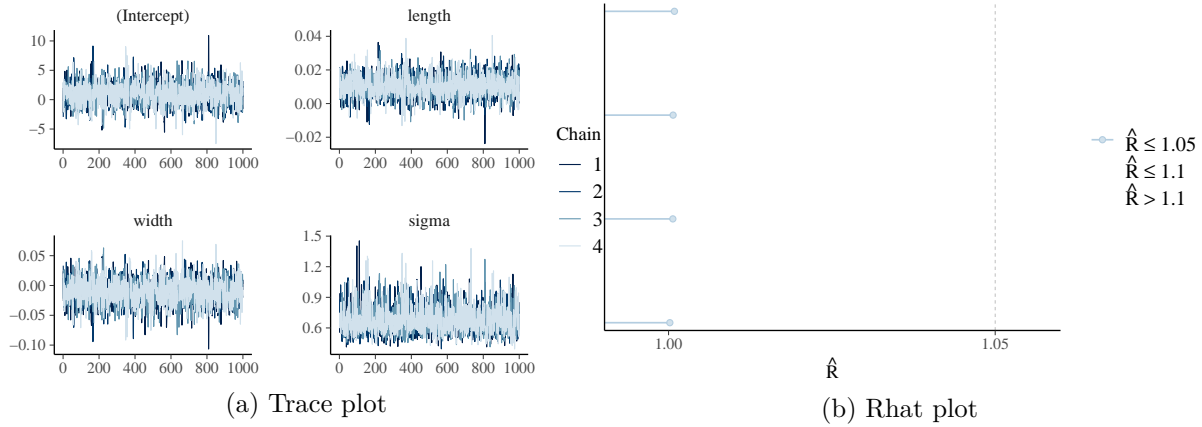 (Intercept)
10
5
0
−5
0 200 400 600 800 1000
length
0.04
0.02
0.00
−0.02
0 200 400 600 800 1000
width
0.05
0.00
−0.05
−0.10
0 200 400 600 800 1000
sigma
1.5
1.2
0.9
0.6
0 200 400 600 800 1000
Chain
1
2
3
4
(a) Trace plot
1.00 1.05
R̂
R̂ ≤ 1.05
R̂ ≤ 1.1
R̂ > 1.1
(b) Rhat plot